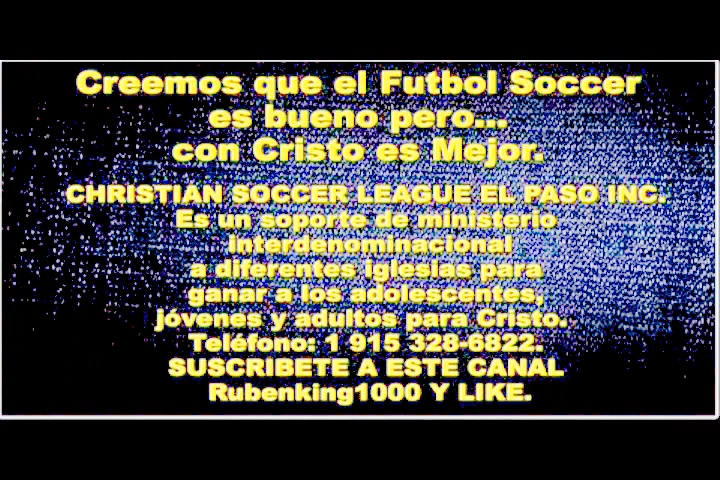 Creemos que el Futbol Soccer
es bueno pero...
con Cristo es Mejor.
CHRISTIAN SOCCER LEAGUE EL PASO INC.
Es un soporte de ministerio
interdenominacional
a diferentes iglesias para
ganar a los adolescentes,
jóvenes y adultos para Cristo.
Teléfono: 1 915 328-6822.
SUSCRIBETE A ESTE CANAL
Rubenking1000 Y LIKE.